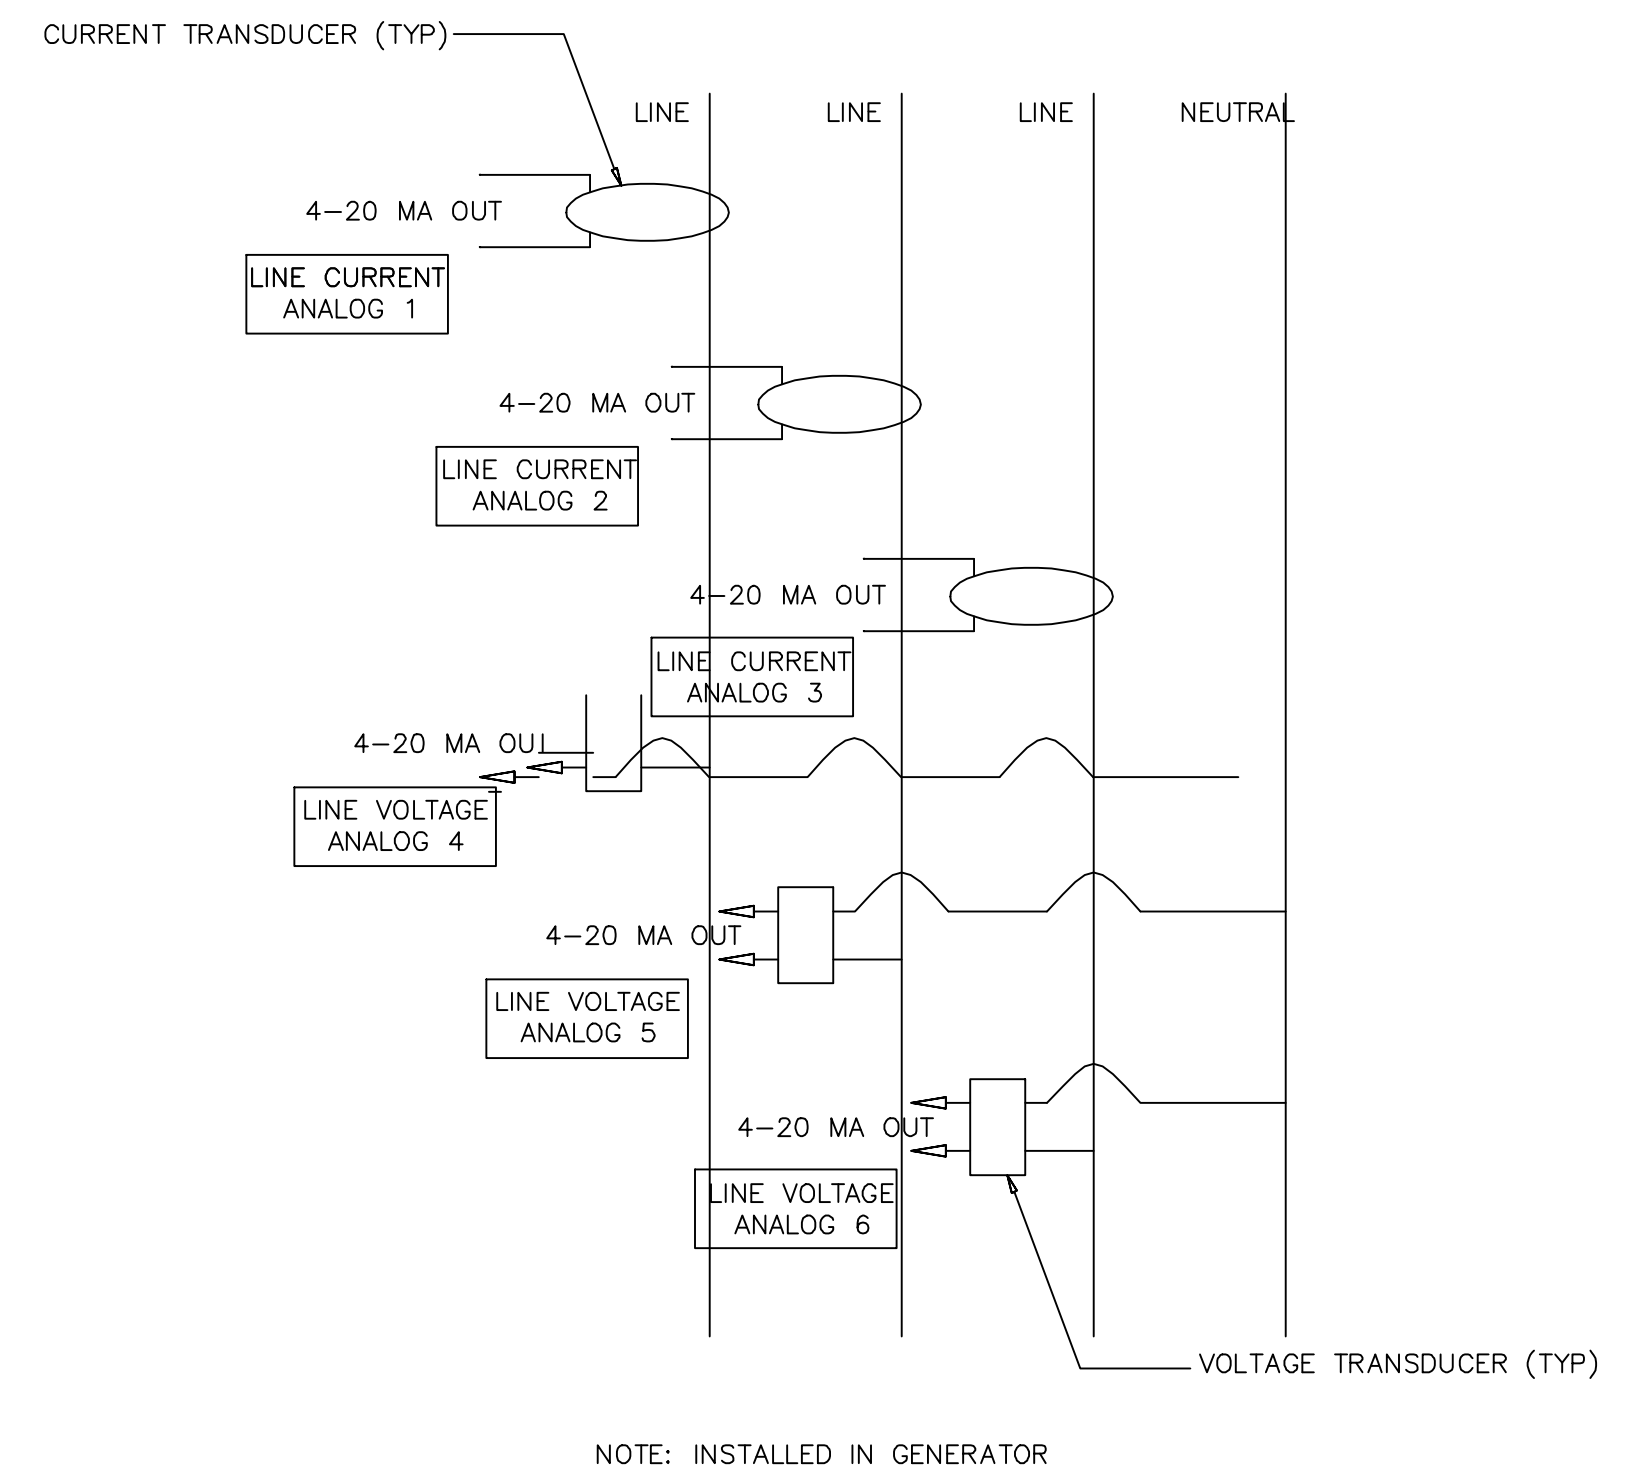 CURRENT TRANSDUCER (TYP)
LINE
LINE
LINE
NEUTRAL
4-20 MA OUT
LINE CURRENT
ANALOG 1
4-20 MA OUT
LINE CURRENT
ANALOG 2
4-20 MA OUT
LINE CURRENT
ANALOG 3
4-20 MA OUT
LINE VOLTAGE
ANALOG 4
4-20 MA OUT
LINE VOLTAGE
ANALOG 5
4-20 MA OUT
LINE VOLTAGE
ANALOG 6
VOLTAGE TRANSDUCER (TYP)
NOTE: INSTALLED IN GENERATOR